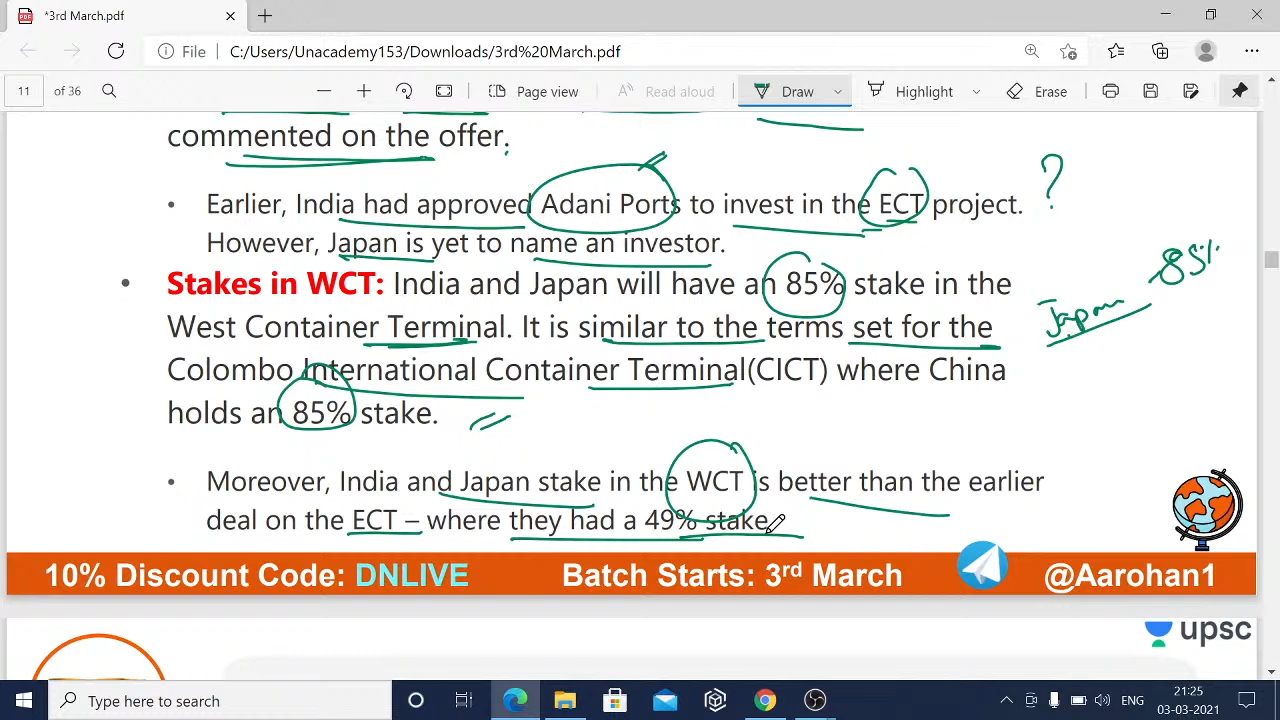 *3rd March.pdf
File C:/Users/Unacademy153/Downloads/3rd%20March.pdf
11 of 36 Page view Read aloud Draw Highlight Erase
commented on the offer.
• Earlier, India had approved Adani Ports to invest in the ECT project.
However, Japan is yet to name an investor.
?
• Stakes in WCT: India and Japan will have an 85% stake in the
West Container Terminal. It is similar to the terms set for the
Colombo International Container Terminal(CICT) where China
holds an 85% stake.
Japan 85%
• Moreover, India and Japan stake in the WCT is better than the earlier
deal on the ECT – where they had a 49% stake.
10% Discount Code: DNLIVE Batch Starts: 3rd March @Aarohan1
upsc
Type here to search
ENG
21:25
03-03-2021